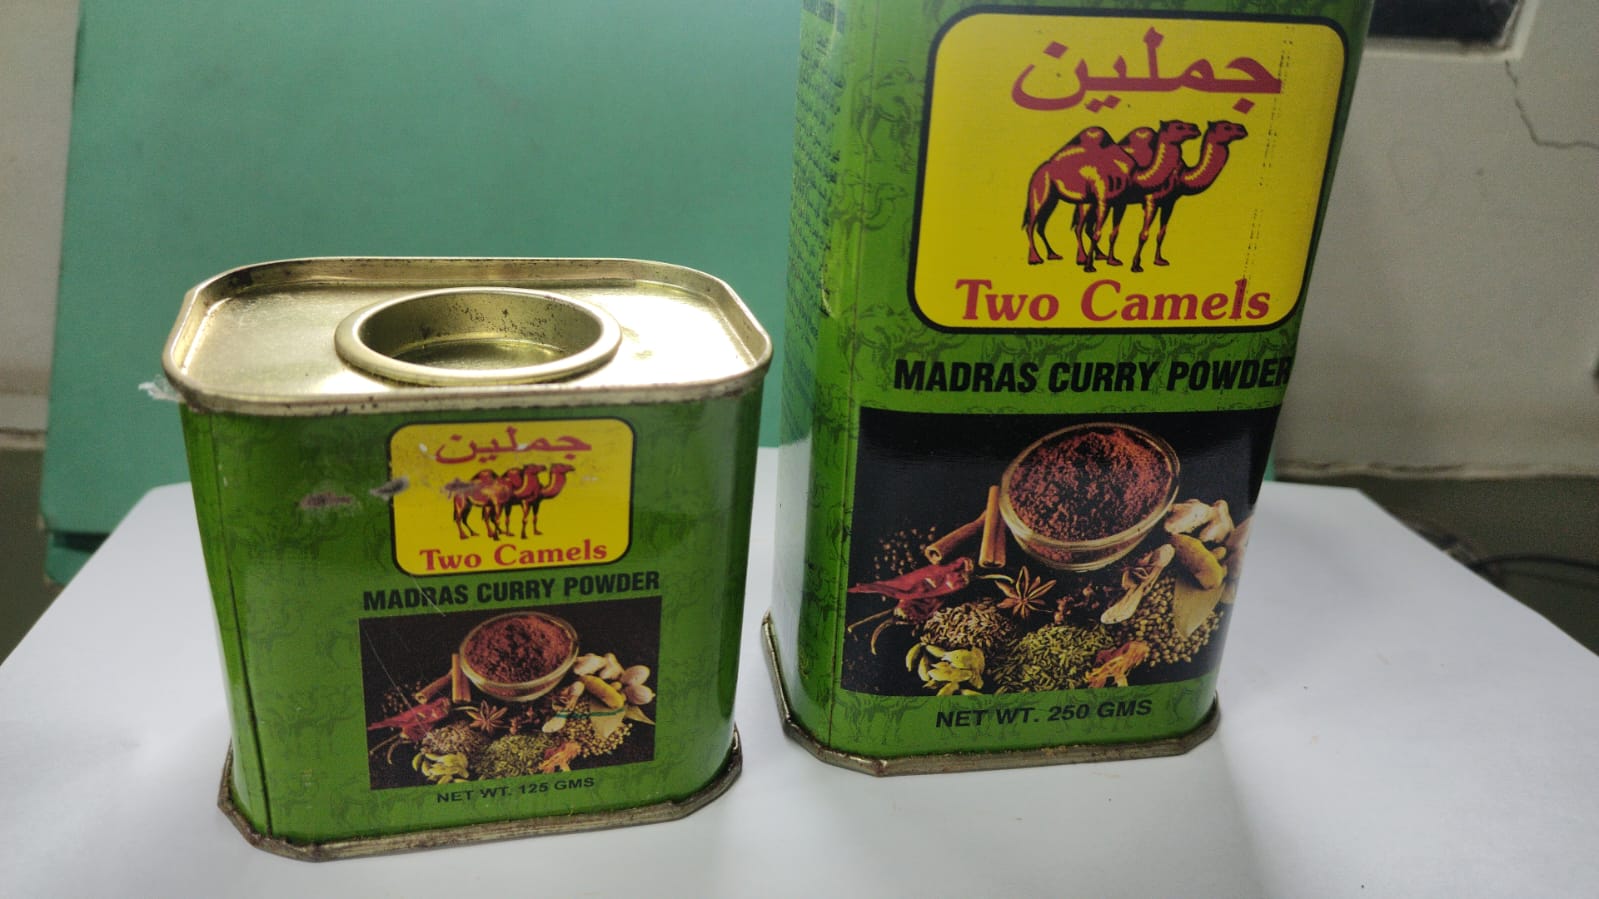 جملين
Two Camels
MADRAS CURRY POWDER
NET WT. 125 GMS
جملين
Two Camels
MADRAS CURRY POWDER
NET WT. 250 GMS